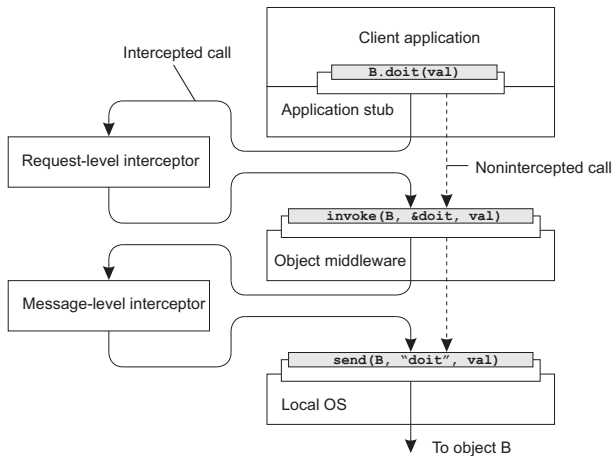 Client application
Intercepted call
B.doit(val)
Application stub
Request-level interceptor
Nonintercepted call
invoke(B, &doit, val)
Object middleware
Message-level interceptor
send(B, “doit”, val)
Local OS
To object B